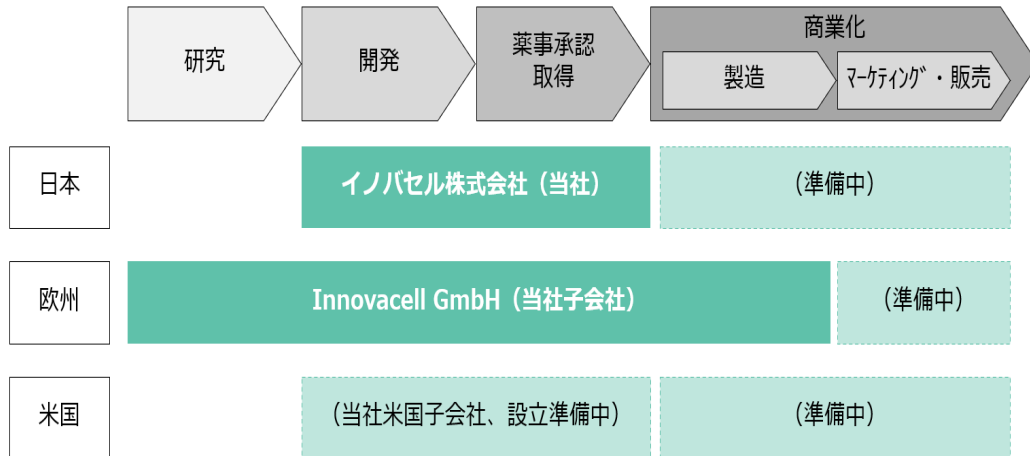 研究
開発
薬事承認
取得
商業化
製造
ﾏｰｹﾃｨﾝｸﾞ・販売
日本
イノバセル株式会社（当社）
（準備中）
欧州
Innovacell GmbH（当社子会社）
（準備中）
米国
（当社米国子会社、設立準備中）
（準備中）